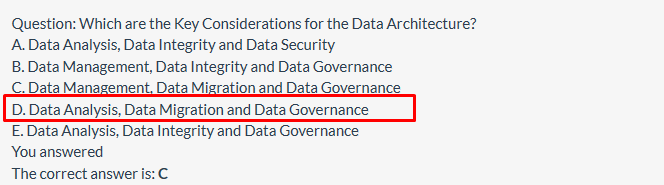 Question: Which are the Key Considerations for the Data Architecture?
A. Data Analysis, Data Integrity and Data Security
B. Data Management, Data Integrity and Data Governance
C. Data Management, Data Migration and Data Governance
D. Data Analysis, Data Migration and Data Governance
E. Data Analysis, Data Integrity and Data Governance
You answered
The correct answer is: C